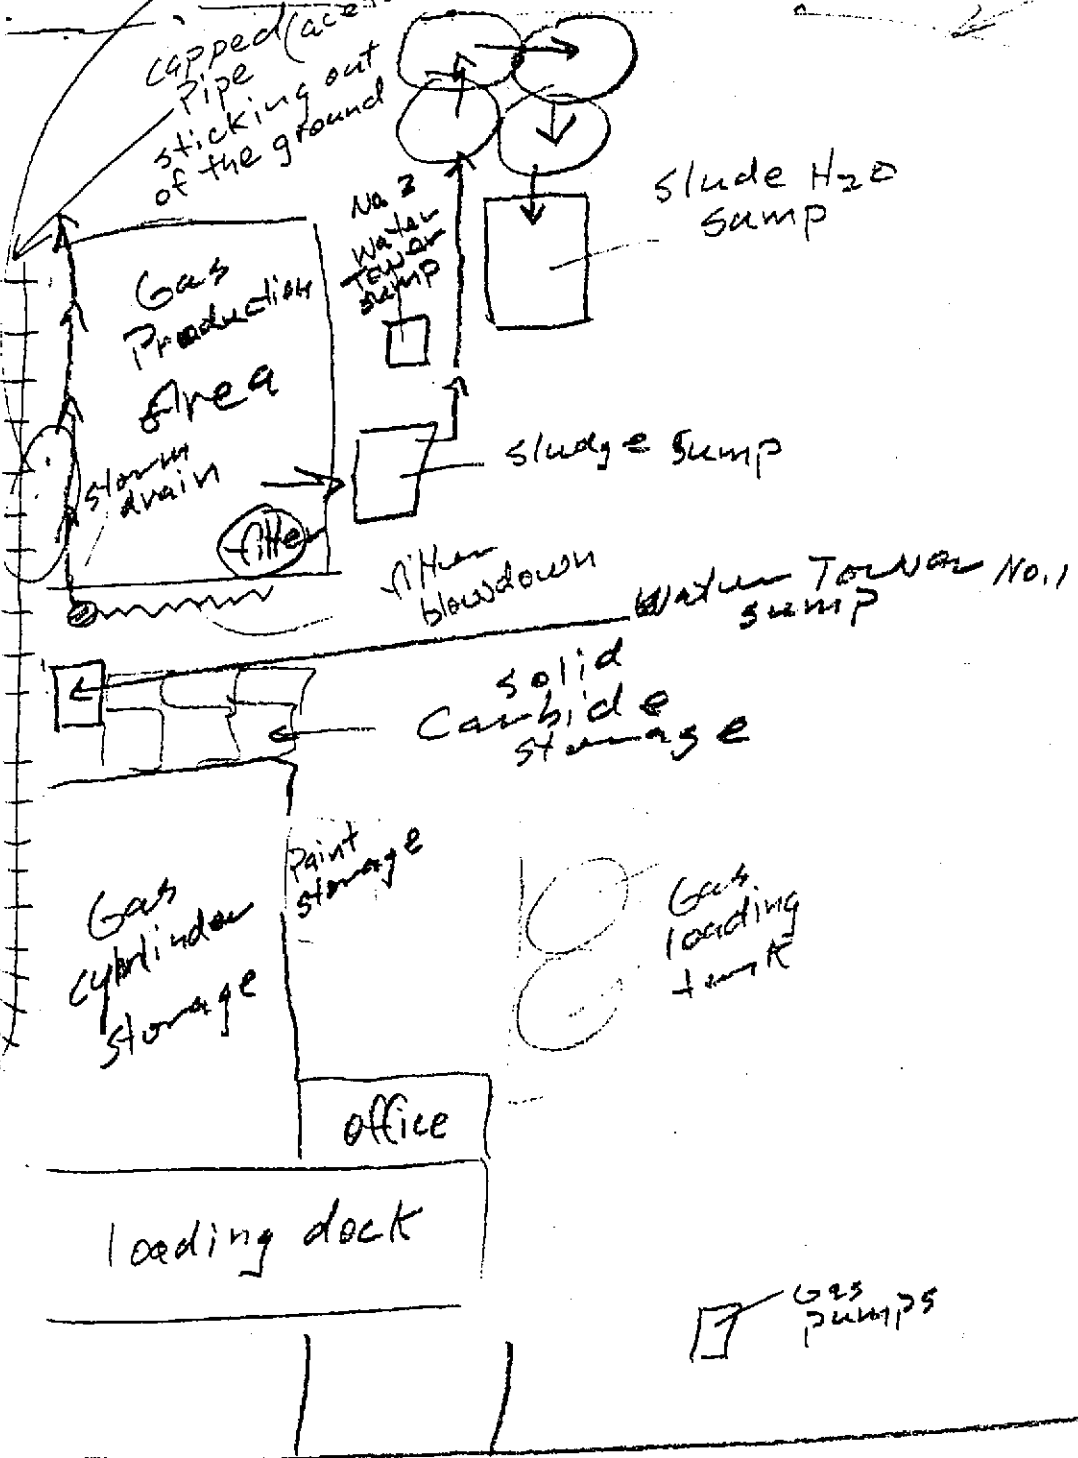 capped (ace
Pipe
sticking out
of the ground
No. 2
Water
Tower
sump
Slude H2O
sump
Gas
Production
Area
storm
drain
filter
sludge sump
filter
blowdown
Water Tower No. 1
sump
solid
Carbide
storage
Paint
storage
Gas
cylinder
storage
Gas
loading
tank
office
loading dock
Gas
pumps